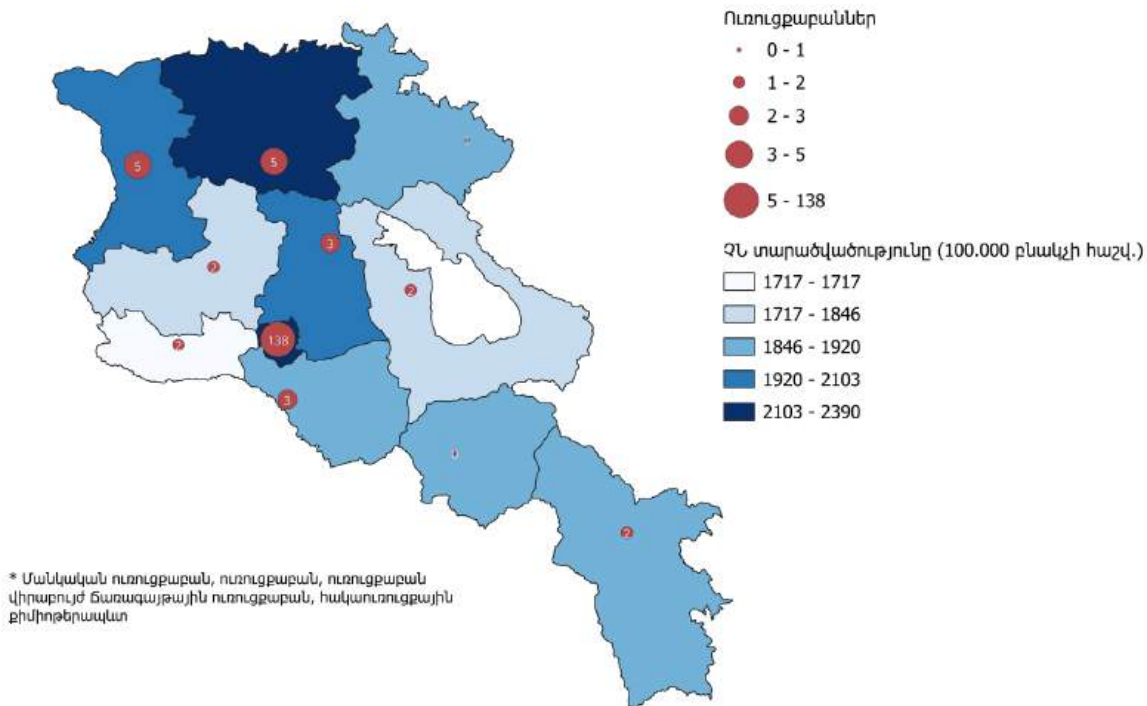 Ուռուցքաբաններ
0 - 1
1 - 2
2 - 3
3 - 5
5 - 138
ՉՆ տարածվածությունը (100.000 բնակչի հաշվ.)
1717 - 1717
1717 - 1846
1846 - 1920
1920 - 2103
2103 - 2390
5
5
3
2
2
138
2
3
2
* Մանկական ուռուցքաբան, ուռուցքաբան, ուռուցքաբան
վիրաբույժ ճառագայթային ուռուցքաբան, հակաուռուցքային
քիմիոթերապևտ